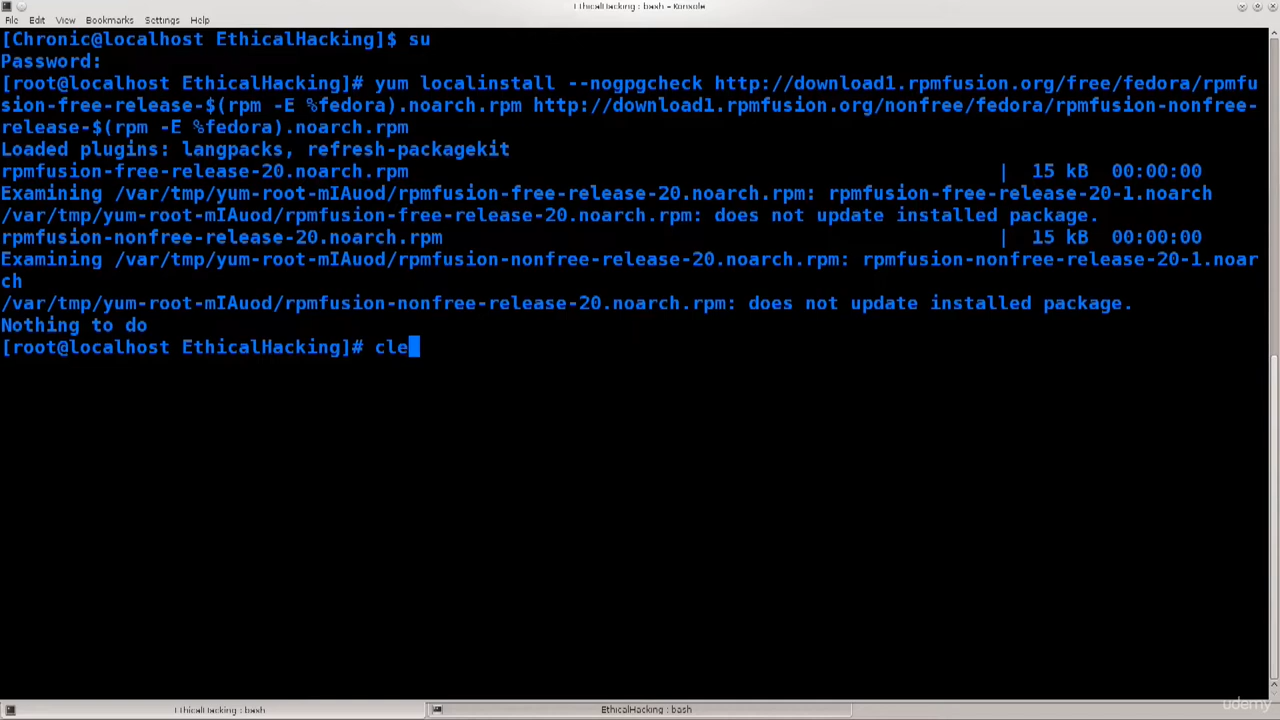 EthicalHacking : bash – Konsole
File Edit View Bookmarks Settings Help
[Chronic@localhost EthicalHacking]$ su
Password:
[root@localhost EthicalHacking]# yum localinstall --nogpgcheck http://download1.rpmfusion.org/free/fedora/rpmfu
sion-free-release-$(rpm -E %fedora).noarch.rpm http://download1.rpmfusion.org/nonfree/fedora/rpmfusion-nonfree-
release-$(rpm -E %fedora).noarch.rpm
Loaded plugins: langpacks, refresh-packagekit
rpmfusion-free-release-20.noarch.rpm | 15 kB 00:00:00
Examining /var/tmp/yum-root-mIAuod/rpmfusion-free-release-20.noarch.rpm: rpmfusion-free-release-20-1.noarch
/var/tmp/yum-root-mIAuod/rpmfusion-free-release-20.noarch.rpm: does not update installed package.
rpmfusion-nonfree-release-20.noarch.rpm | 15 kB 00:00:00
Examining /var/tmp/yum-root-mIAuod/rpmfusion-nonfree-release-20.noarch.rpm: rpmfusion-nonfree-release-20-1.noar
ch
/var/tmp/yum-root-mIAuod/rpmfusion-nonfree-release-20.noarch.rpm: does not update installed package.
Nothing to do
[root@localhost EthicalHacking]# cle
EthicalHacking : bash EthicalHacking : bash
udemy